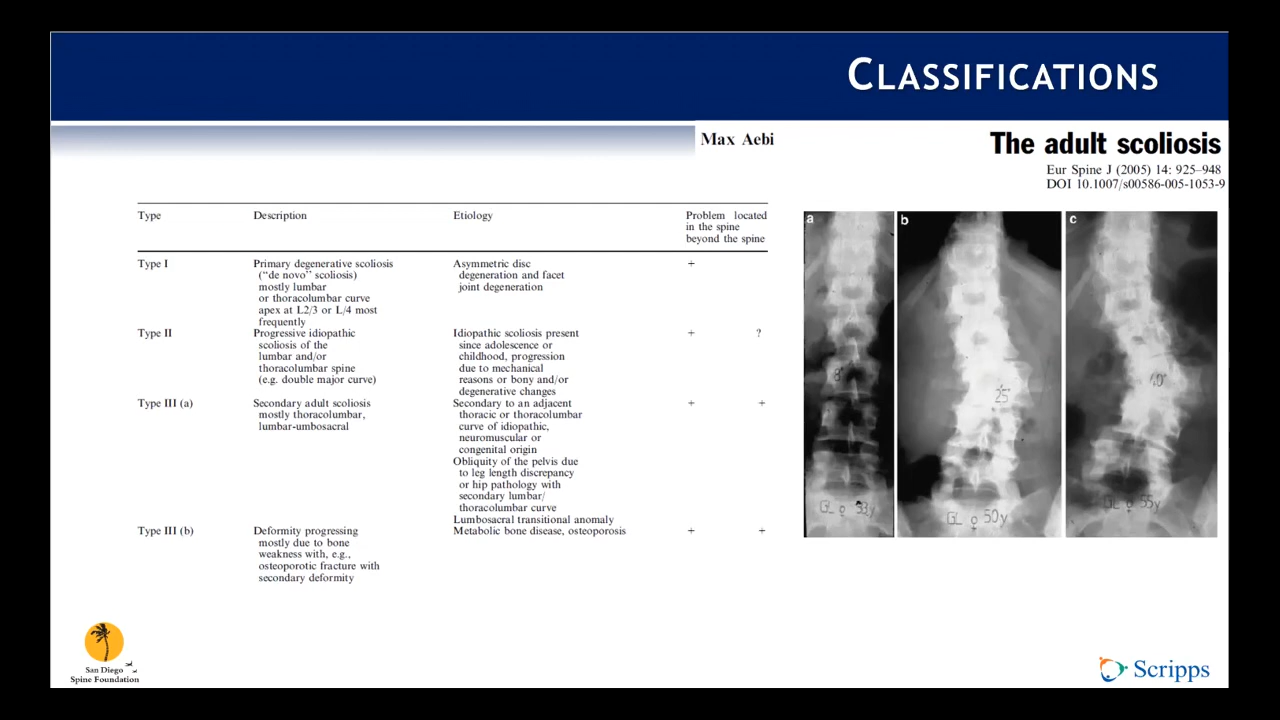 CLASSIFICATIONS
Max Aebi
The adult scoliosis
Eur Spine J (2005) 14: 925–948
DOI 10.1007/s00586-005-1053-9
Type
Description
Etiology
Problem located
in the spine
beyond the spine
Type I
Primary degenerative scoliosis
(“de novo” scoliosis)
mostly lumbar
or thoracolumbar curve
apex at L2/3 or L/4 most
frequently
Asymmetric disc
degeneration and facet
joint degeneration
+
Type II
Progressive idiopathic
scoliosis of the
lumbar and/or
thoracolumbar spine
(e.g. double major curve)
Idiopathic scoliosis present
since adolescence or
childhood, progression
due to mechanical
reasons or bony and/or
degenerative changes
+ ?
Type III (a)
Secondary adult scoliosis
mostly thoracolumbar,
lumbar-umbosacral
Secondary to an adjacent
thoracic or thoracolumbar
curve of idiopathic,
neuromuscular or
congenital origin
Obliquity of the pelvis due
to leg length discrepancy
or hip pathology with
secondary lumbar/
thoracolumbar curve
Lumbosacral transitional anomaly
+ +
Type III (b)
Deformity progressing
mostly due to bone
weakness with, e.g.,
osteoporotic fracture with
secondary deformity
Metabolic bone disease, osteoporosis
+ +
a
GL ♀
b
25°
GL ♀ 50y
c
40°
GL ♀ 55y
San Diego
Spine Foundation
Scripps